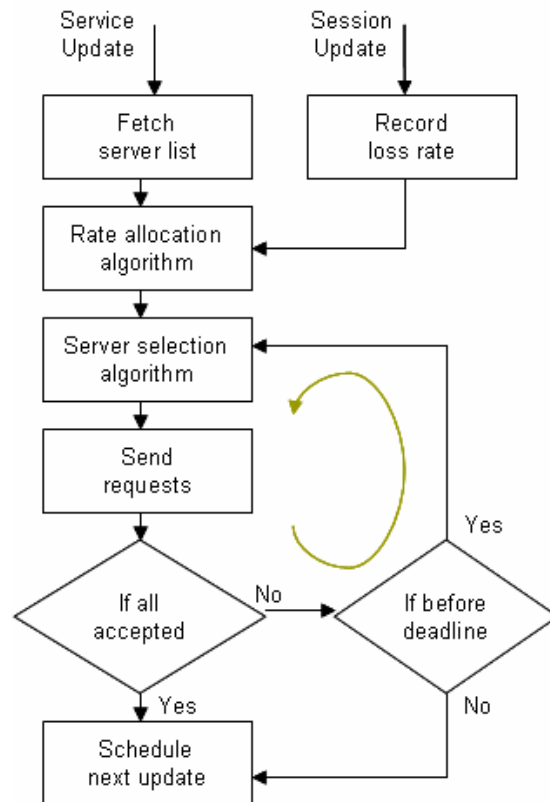 Service
Update
Session
Update
Fetch
server list
Record
loss rate
Rate allocation
algorithm
Server selection
algorithm
Send
requests
Yes
If all
accepted
No
If before
deadline
Yes
No
Schedule
next update